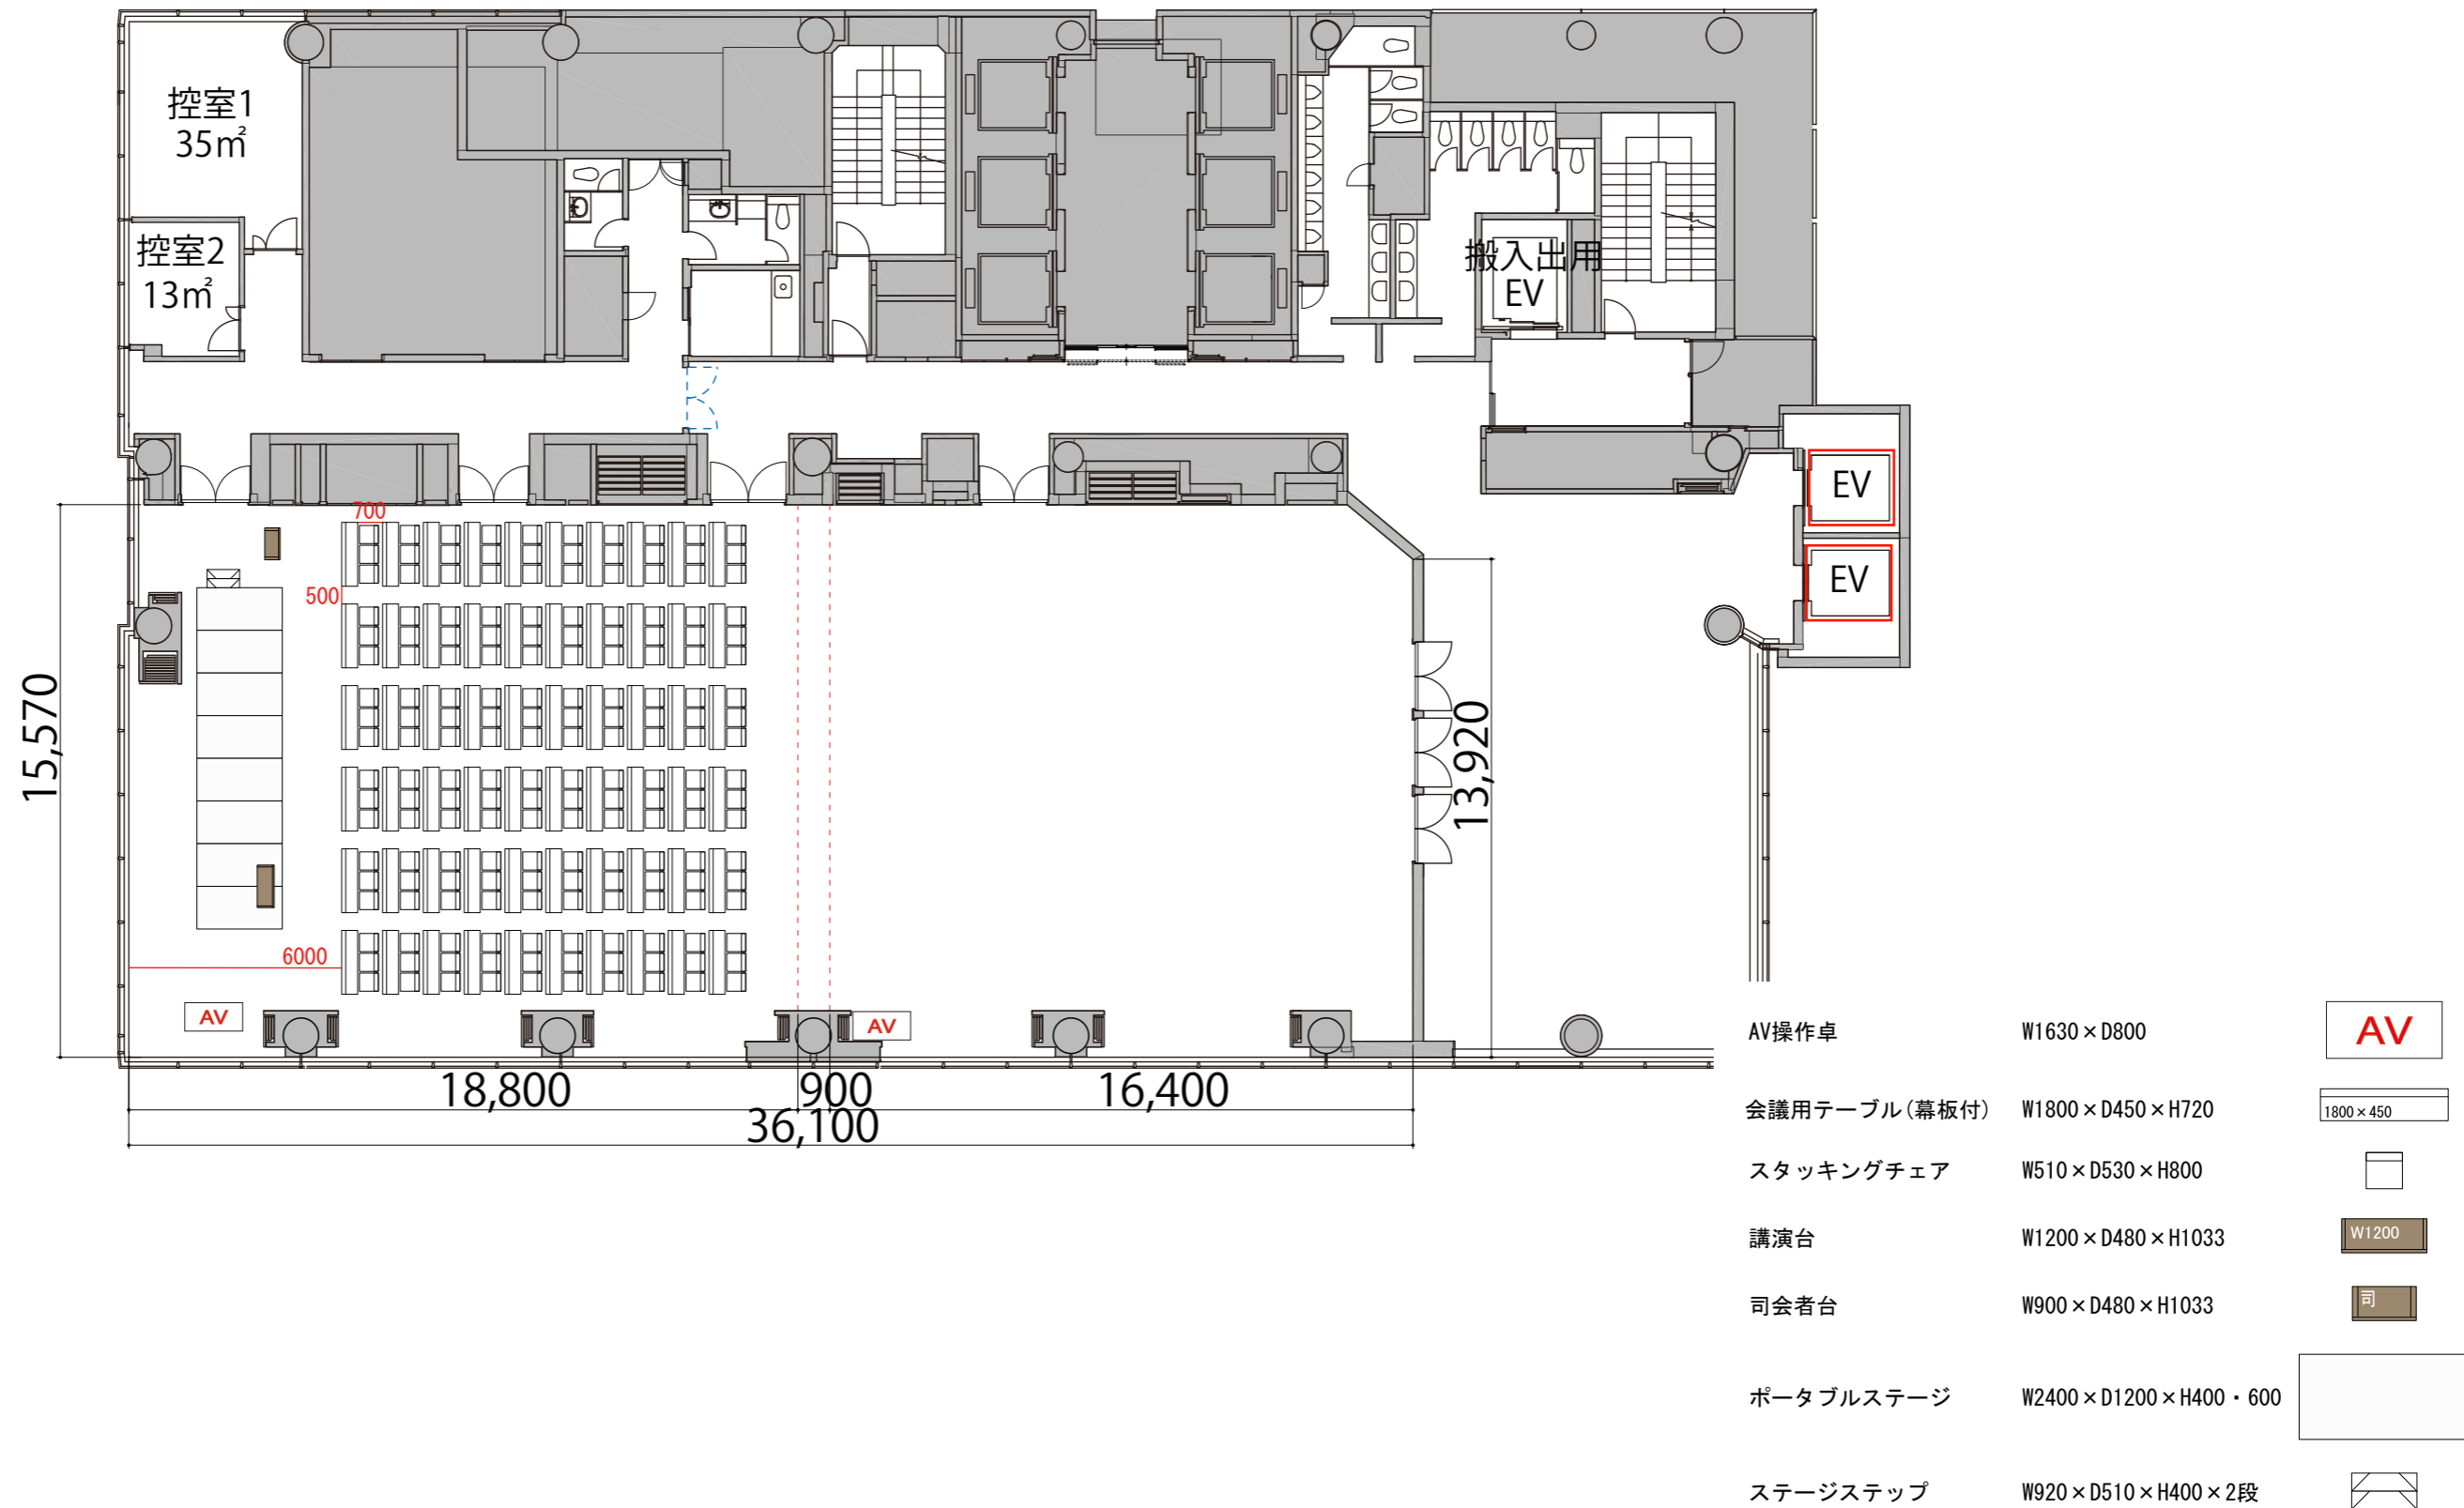 控室1
35㎡
控室2
13㎡
搬入出用
EV
EV
EV
700
500
6000
15,570
13,920
AV
AV
18,800
900
16,400
36,100
AV操作卓 W1630×D800 AV
会議用テーブル(幕板付) W1800×D450×H720 1800×450
スタッキングチェア W510×D530×H800
講演台 W1200×D480×H1033 W1200
司会者台 W900×D480×H1033 司
ポータブルステージ W2400×D1200×H400・600
ステージステップ W920×D510×H400×2段